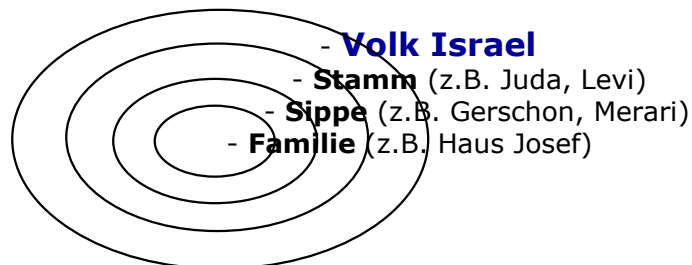 - Volk Israel
- Stamm (z.B. Juda, Levi)
- Sippe (z.B. Gerschon, Merari)
- Familie (z.B. Haus Josef)